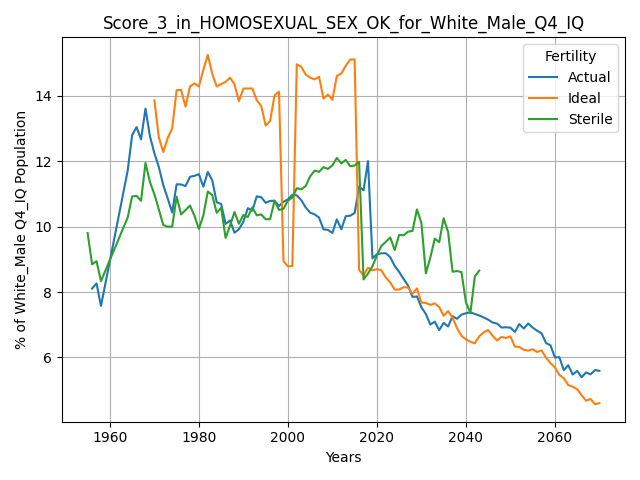 Score_3_in_HOMOSEXUAL_SEX_OK_for_White_Male_Q4_IQ
Fertility
Actual
Ideal
Sterile
% of White_Male Q4_IQ Population
14
12
10
8
6
1960
1980
2000
2020
2040
2060
Years